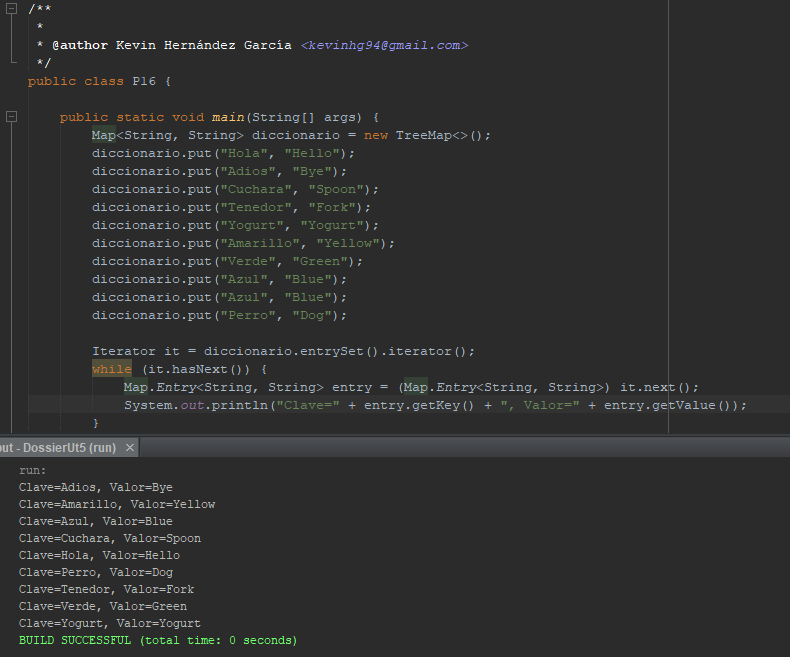 /**
 *
 * @author Kevin Hernández García <kevinhg94@gmail.com>
 */
public class P16 {

    public static void main(String[] args) {
        Map<String, String> diccionario = new TreeMap<>();
        diccionario.put("Hola", "Hello");
        diccionario.put("Adios", "Bye");
        diccionario.put("Cuchara", "Spoon");
        diccionario.put("Tenedor", "Fork");
        diccionario.put("Yogurt", "Yogurt");
        diccionario.put("Amarillo", "Yellow");
        diccionario.put("Verde", "Green");
        diccionario.put("Azul", "Blue");
        diccionario.put("Azul", "Blue");
        diccionario.put("Perro", "Dog");

        Iterator it = diccionario.entrySet().iterator();
        while (it.hasNext()) {
            Map.Entry<String, String> entry = (Map.Entry<String, String>) it.next();
            System.out.println("Clave=" + entry.getKey() + ", Valor=" + entry.getValue());
        }
out - DossierUt5 (run) ×
run:
Clave=Adios, Valor=Bye
Clave=Amarillo, Valor=Yellow
Clave=Azul, Valor=Blue
Clave=Cuchara, Valor=Spoon
Clave=Hola, Valor=Hello
Clave=Perro, Valor=Dog
Clave=Tenedor, Valor=Fork
Clave=Verde, Valor=Green
Clave=Yogurt, Valor=Yogurt
BUILD SUCCESSFUL (total time: 0 seconds)